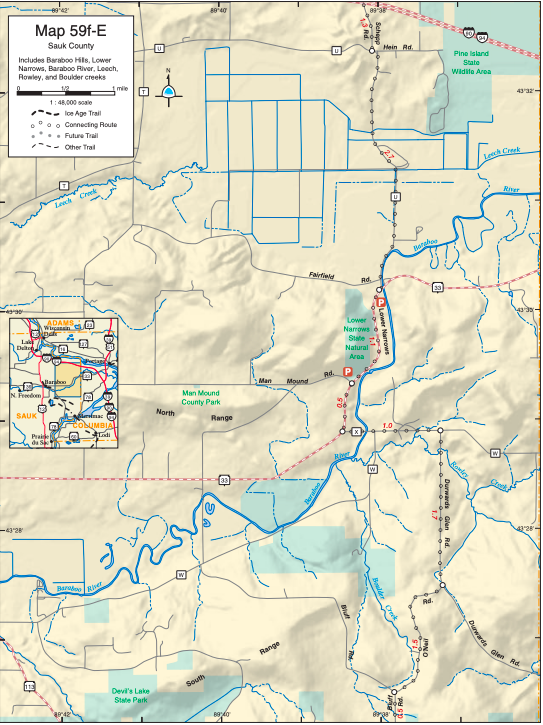 89°42'
89°40'
89°38'
Map 59f-E
Sauk County
Includes Baraboo Hills, Lower
Narrows, Baraboo River, Leech,
Rowley, and Boulder creeks
0 1/2 1 mile
1 : 48,000 scale
Ice Age Trail
Connecting Route
Future Trail
Other Trail
N
U
T
U
1.3
Schepp Rd.
Hein Rd.
90
94
Pine Island
State
Wildlife Area
43°32'
2.7
Leech Creek
T
Leech Creek
U
River
Baraboo
Fairfield Rd.
33
43°30'
P
Lower Narrows
Lower
Narrows
State
Natural
Area
1.1
43°30'
ADAMS
Wisconsin
Dells
Lake
Delton
Portage
Baraboo
N. Freedom
Merrimac
SAUK
COLUMBIA
Prairie
du Sac
Lodi
P
Man Mound Rd.
Man Mound
County Park
North Range
0.5
X
1.0
33
River
Baraboo
W
W
Rowley Creek
Durwards Glen Rd.
1.7
43°28'
43°28'
W
Baraboo River
Boulder Creek
Bluff Rd.
Rd.
O'Neil
1.5
Durwards Glen Rd.
South Range
Devil's Lake
State Park
113
Bluff Rd.
0.5
89°42'
89°40'
89°38'